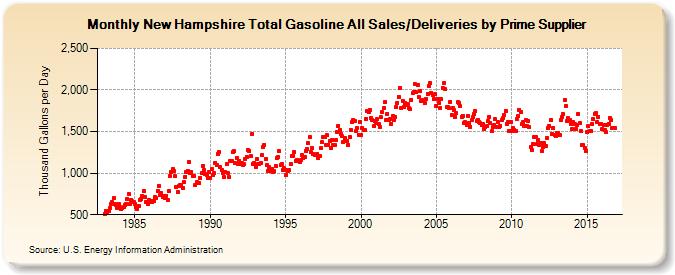 Monthly New Hampshire Total Gasoline All Sales/Deliveries by Prime Supplier
Thousand Gallons per Day
2,500
2,000
1,500
1,000
500
1985 1990 1995 2000 2005 2010 2015
Source: U.S. Energy Information Administration